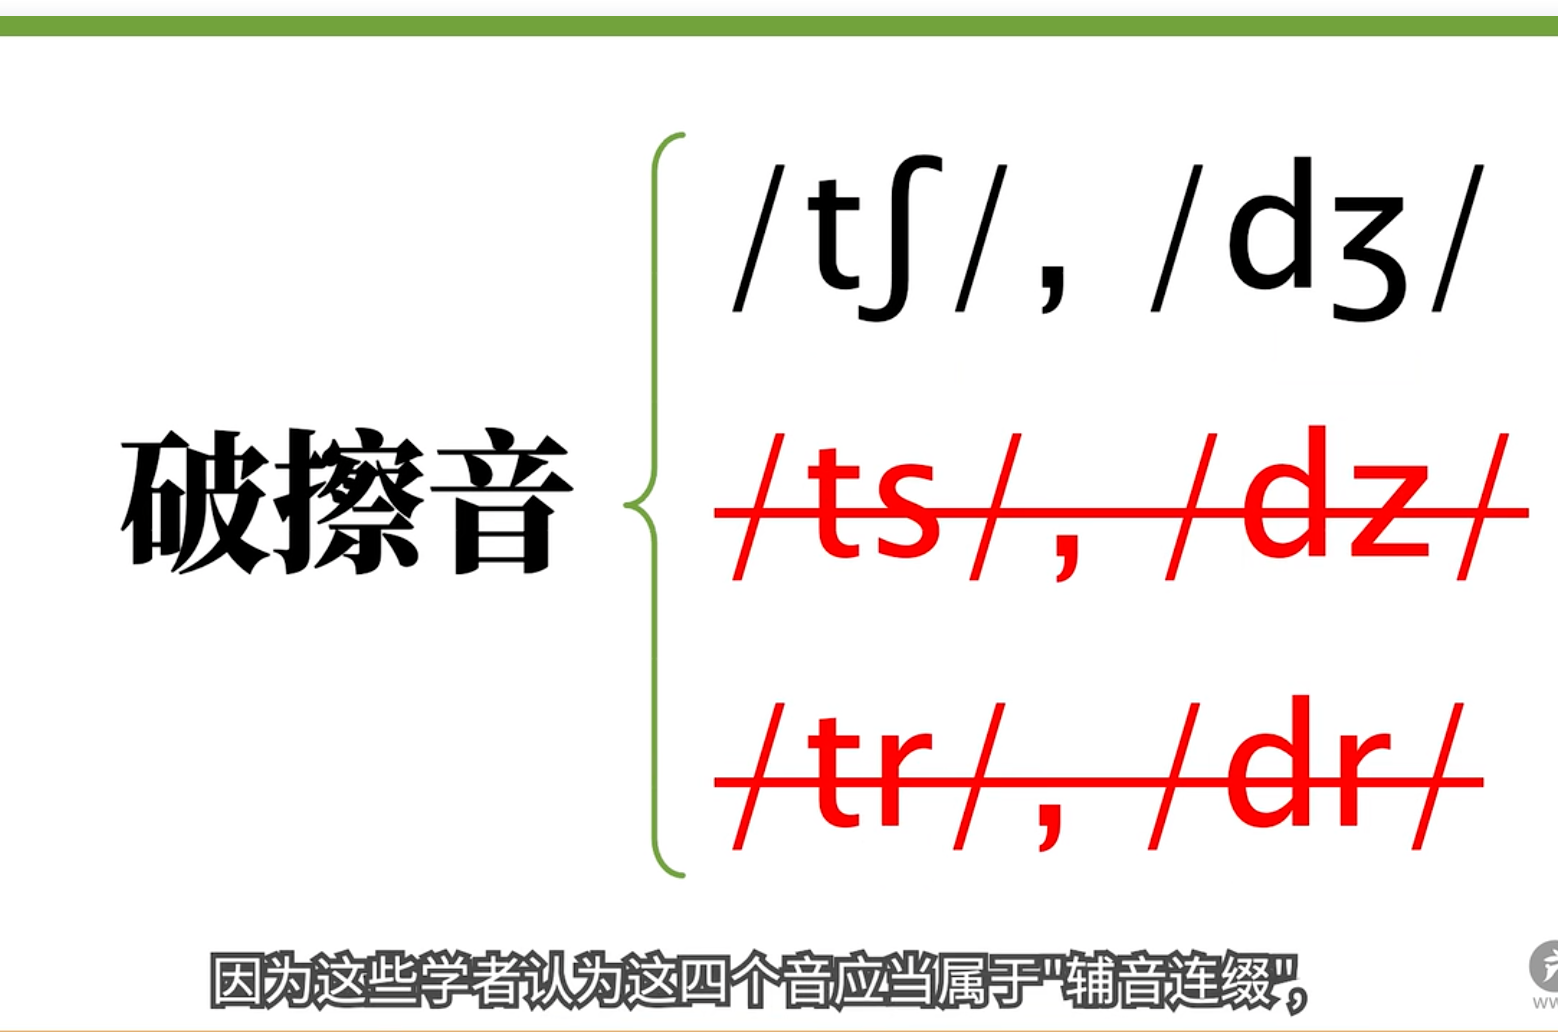 /tʃ/, /dʒ/
破擦音
/ts/, /dz/
/tr/, /dr/
因为这些学者认为这四个音应当属于"辅音连缀",